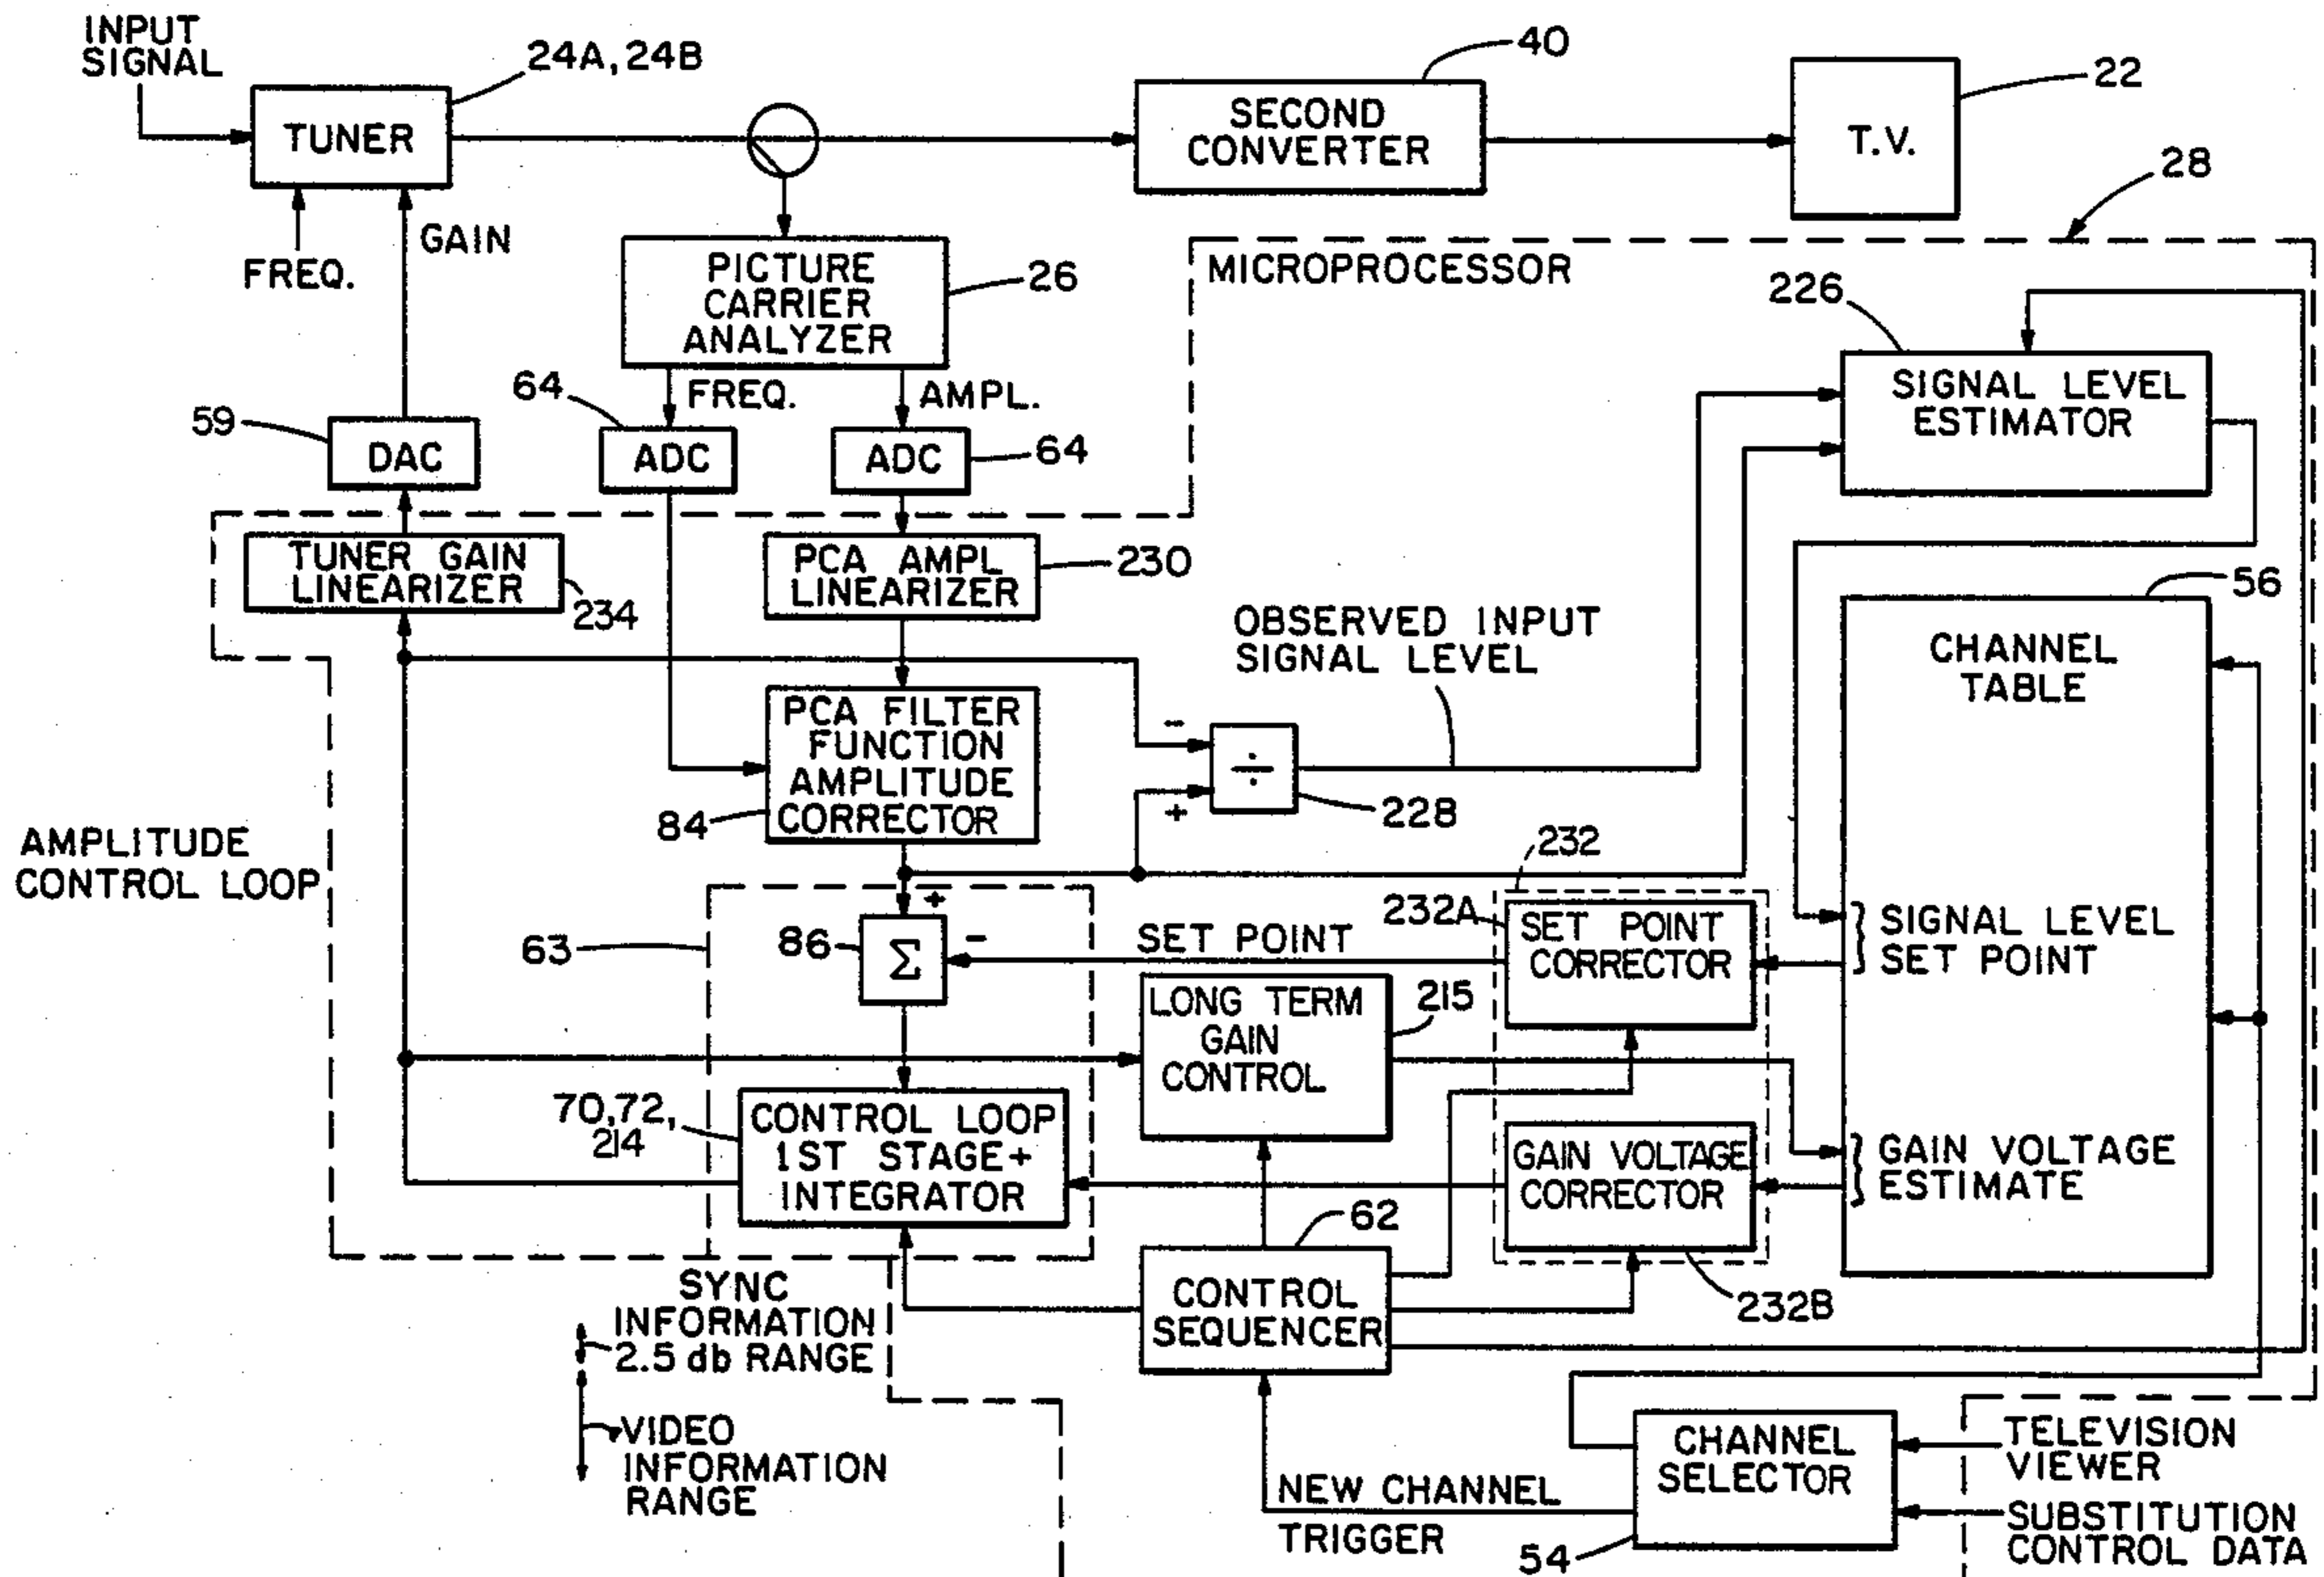 INPUT
SIGNAL
24A, 24B
TUNER
FREQ.
GAIN
40
SECOND
CONVERTER
22
T.V.
28
MICROPROCESSOR
PICTURE
CARRIER
ANALYZER
26
FREQ.
AMPL.
64
ADC
ADC
64
59
DAC
226
SIGNAL LEVEL
ESTIMATOR
TUNER GAIN
LINEARIZER
234
PCA AMPL
LINEARIZER
230
OBSERVED INPUT
SIGNAL LEVEL
56
CHANNEL
TABLE
PCA FILTER
FUNCTION
AMPLITUDE
CORRECTOR
84
-
+
÷
228
AMPLITUDE
CONTROL LOOP
63
86
+
-
Σ
SET POINT
232
232A
SET POINT
CORRECTOR
SIGNAL LEVEL
SET POINT
LONG TERM
GAIN
CONTROL
215
70,72,
214
CONTROL LOOP
1ST STAGE+
INTEGRATOR
GAIN VOLTAGE
CORRECTOR
232B
GAIN VOLTAGE
ESTIMATE
62
CONTROL
SEQUENCER
SYNC
INFORMATION
2.5 db RANGE
VIDEO
INFORMATION
RANGE
NEW CHANNEL
TRIGGER
CHANNEL
SELECTOR
54
TELEVISION
VIEWER
SUBSTITUTION
CONTROL DATA